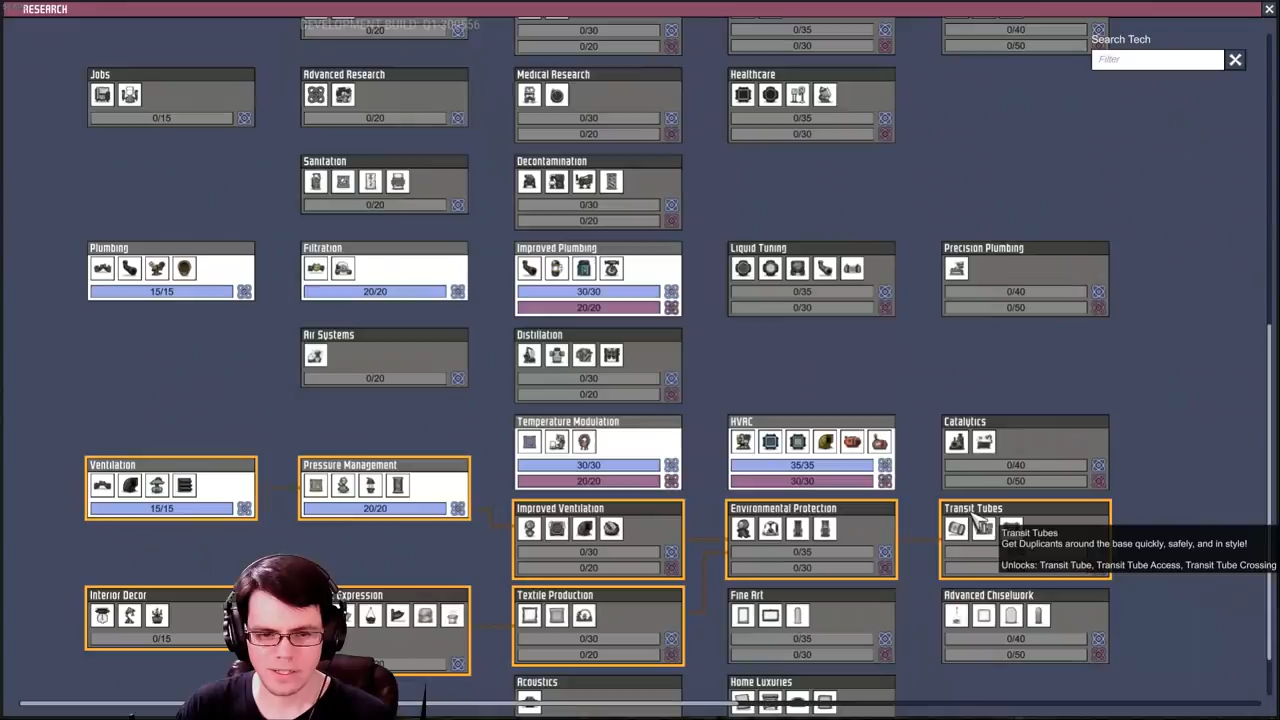 RESEARCH
DEVELOPMENT BUILD: Q1-300556
Search Tech
Filter
0/20
0/30
0/20
0/35
0/30
0/40
0/50
Jobs
0/15
Advanced Research
0/20
Medical Research
0/30
0/20
Healthcare
0/35
0/30
Sanitation
0/20
Decontamination
0/30
0/20
Plumbing
15/15
Filtration
20/20
Improved Plumbing
30/30
20/20
Liquid Tuning
0/35
0/30
Precision Plumbing
0/40
0/50
Air Systems
0/20
Distillation
0/30
0/20
Temperature Modulation
30/30
20/20
HVAC
35/35
30/30
Catalytics
0/40
0/50
Ventilation
15/15
Pressure Management
20/20
Improved Ventilation
0/30
0/20
Environmental Protection
0/35
0/30
Transit Tubes
Transit Tubes
Get Duplicants around the base quickly, safely, and in style!
Unlocks: Transit Tube, Transit Tube Access, Transit Tube Crossing
Interior Decor
0/15
Expression
Textile Production
0/30
0/20
Fine Art
0/35
0/30
Advanced Chiselwork
0/40
0/50
Acoustics
Home Luxuries